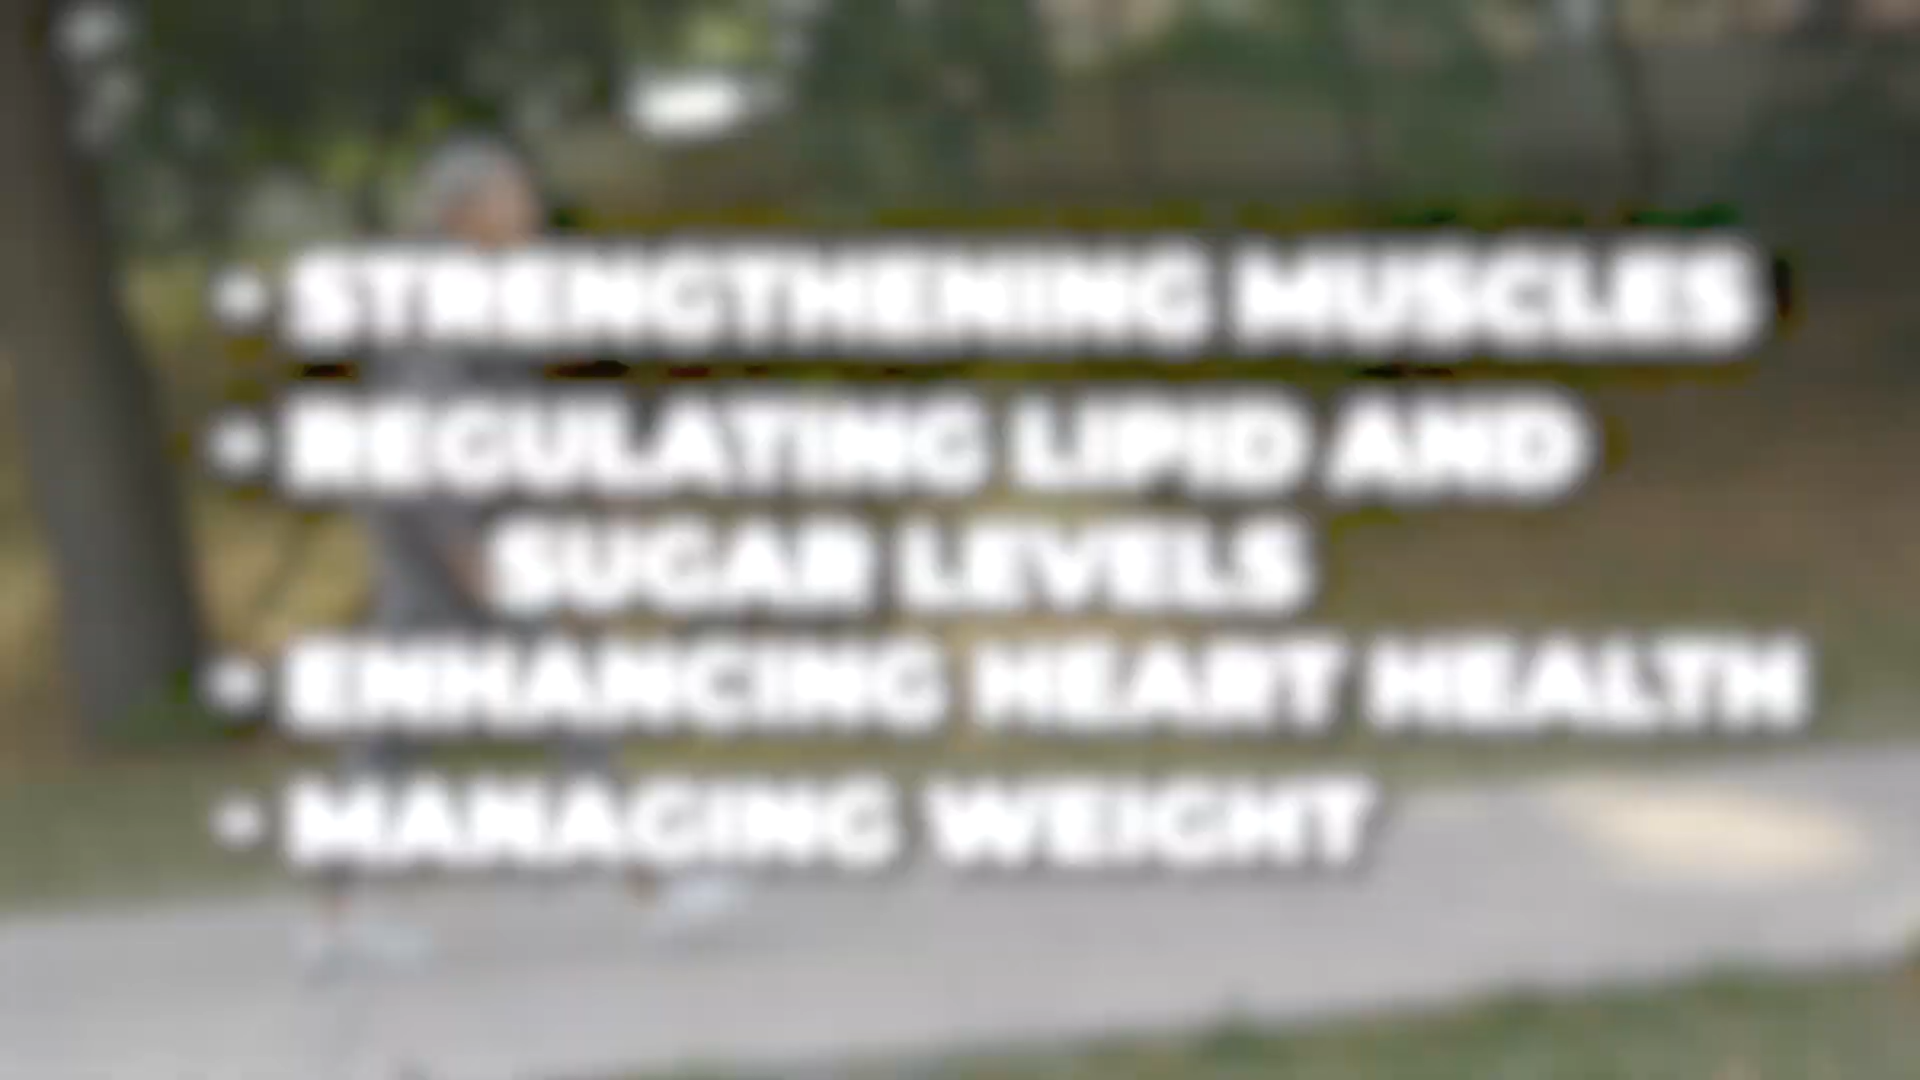 • STRENGTHENING MUSCLES
• REGULATING LIPID AND
SUGAR LEVELS
• ENHANCING HEART HEALTH
• MANAGING WEIGHT